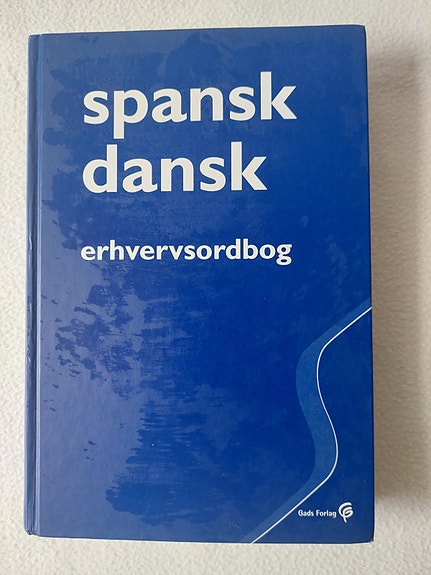 spansk
dansk
erhvervsordbog
Gads Forlag